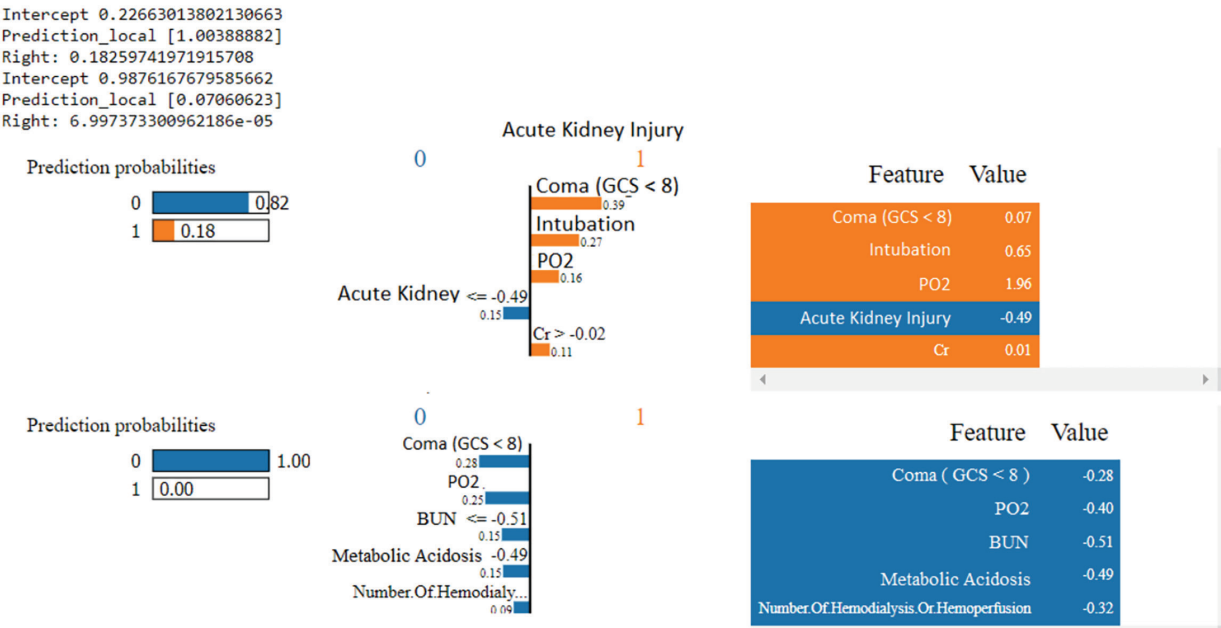 Intercept 0.22663013802130663
Prediction_local [1.00388882]
Right: 0.18259741971915708
Intercept 0.9876167679585662
Prediction_local [0.07060623]
Right: 6.997373300962186e-05
Acute Kidney Injury
Prediction probabilities
0 0.82
1 0.18
0 1
Coma (GCS < 8)
0.39
Intubation
0.27
PO2
0.16
Acute Kidney <= -0.49
0.15
Cr > -0.02
0.11
Feature Value
Coma (GCS < 8) 0.07
Intubation 0.65
PO2 1.96
Acute Kidney Injury -0.49
Cr 0.01
Prediction probabilities
0 1.00
1 0.00
0 1
Coma (GCS < 8)
0.28
PO2
0.25
BUN <= -0.51
0.15
Metabolic Acidosis -0.49
0.15
Number.Of.Hemodialy...
0.09
Feature Value
Coma ( GCS < 8 ) -0.28
PO2 -0.40
BUN -0.51
Metabolic Acidosis -0.49
Number.Of.Hemodialysis.Or.Hemoperfusion -0.32